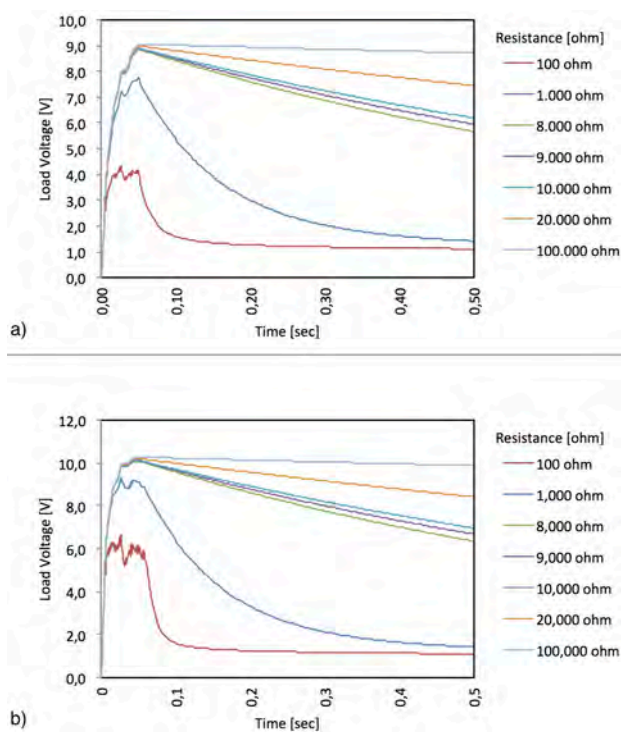 10,0
9,0
8,0
7,0
6,0
5,0
4,0
3,0
2,0
1,0
0,0
Load Voltage [V]
0,00
0,10
0,20
0,30
0,40
0,50
Time [sec]
Resistance [ohm]
100 ohm
1.000 ohm
8.000 ohm
9.000 ohm
10.000 ohm
20.000 ohm
100.000 ohm
a)
12,0
10,0
8,0
6,0
4,0
2,0
0,0
Load Voltage [V]
0
0,1
0,2
0,3
0,4
0,5
Time [sec]
Resistance [ohm]
100 ohm
1,000 ohm
8,000 ohm
9,000 ohm
10,000 ohm
20,000 ohm
100,000 ohm
b)